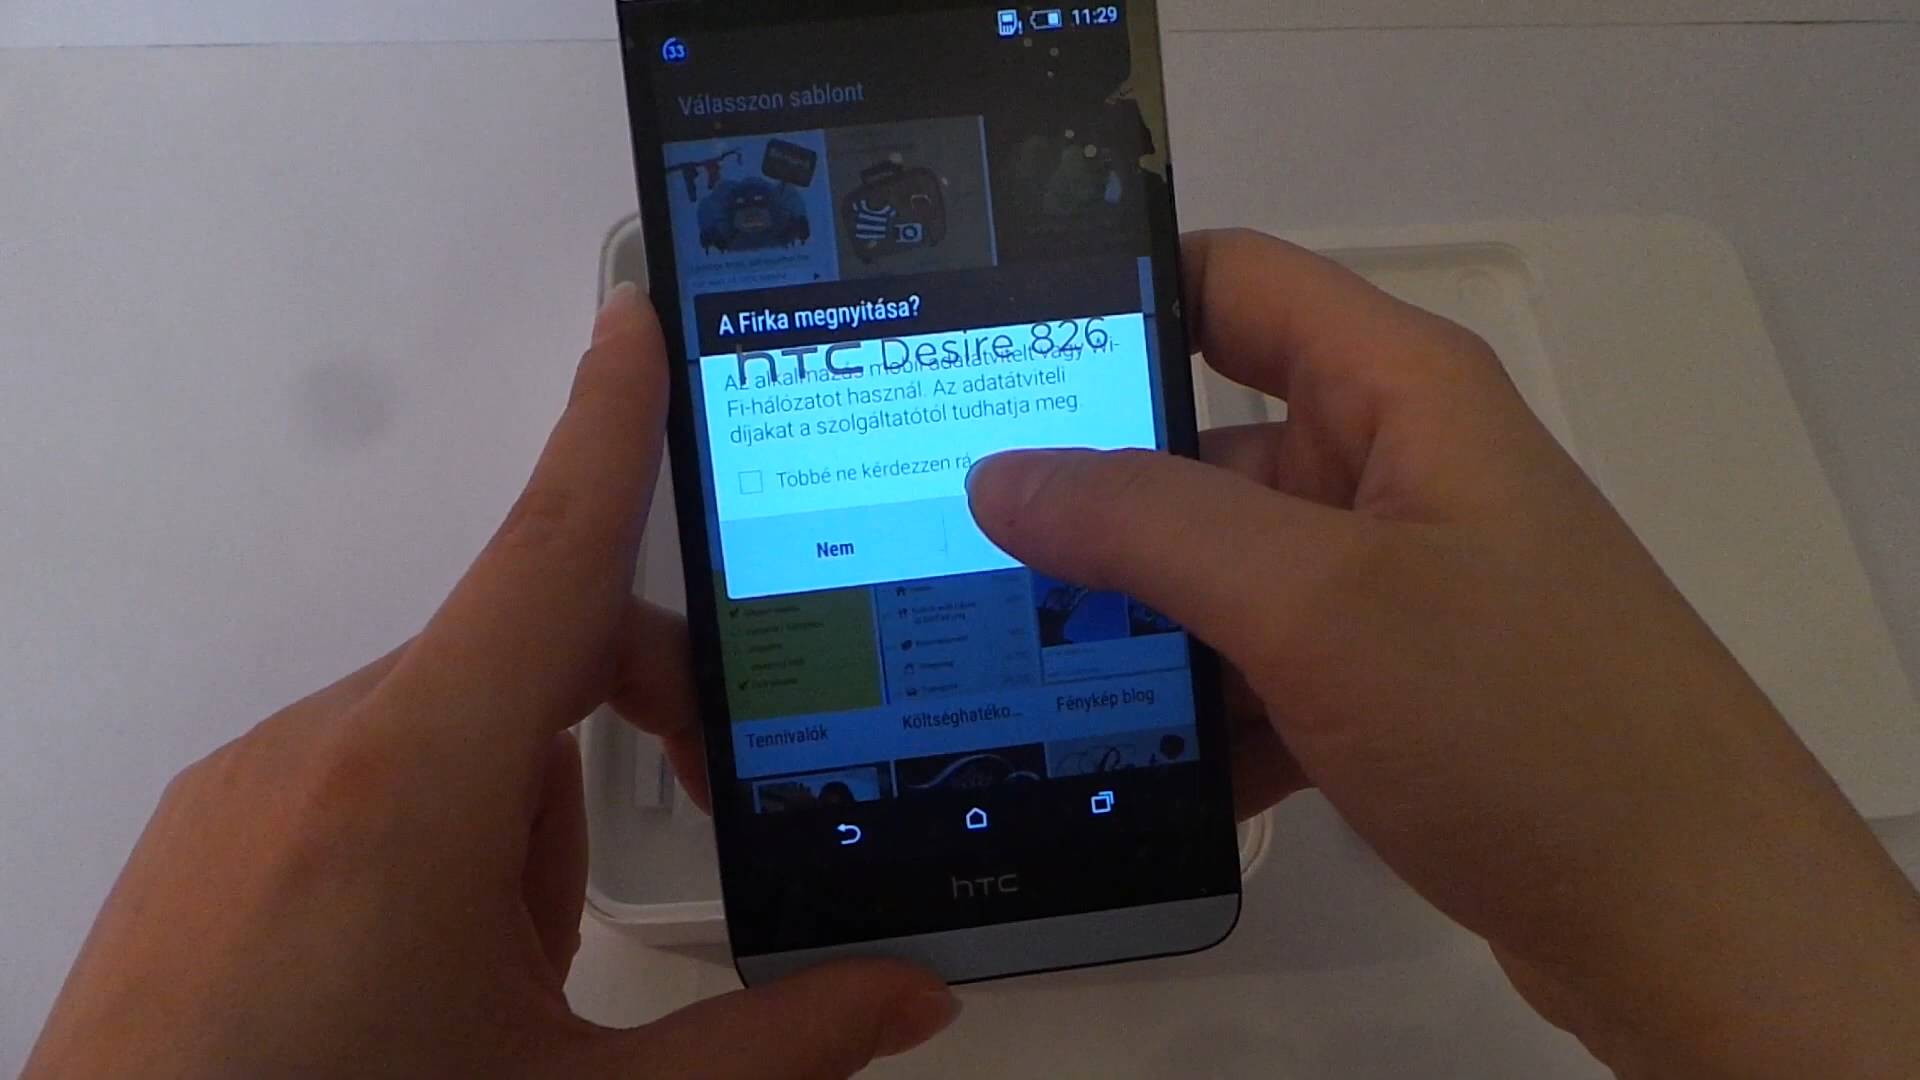 33
11:29
Válasszon sablont
A Firka megnyitása?
hTC Desire 826
Az alkalmazás mobil adatátvitelt vagy Wi-
Fi-hálózatot használ. Az adatátviteli
díjakat a szolgáltatótól tudhatja meg.
Többé ne kérdezzen rá
Nem
Tennivalók
Költséghatéko...
Fénykép blog
hTC